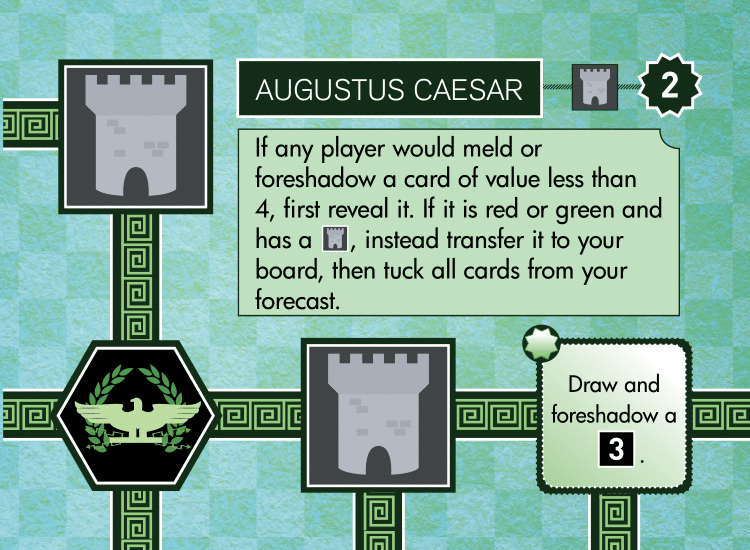 AUGUSTUS CAESAR
2
If any player would meld or
foreshadow a card of value less than
4, first reveal it. If it is red or green and
has a , instead transfer it to your
board, then tuck all cards from your
forecast.
Draw and
foreshadow a
3 .